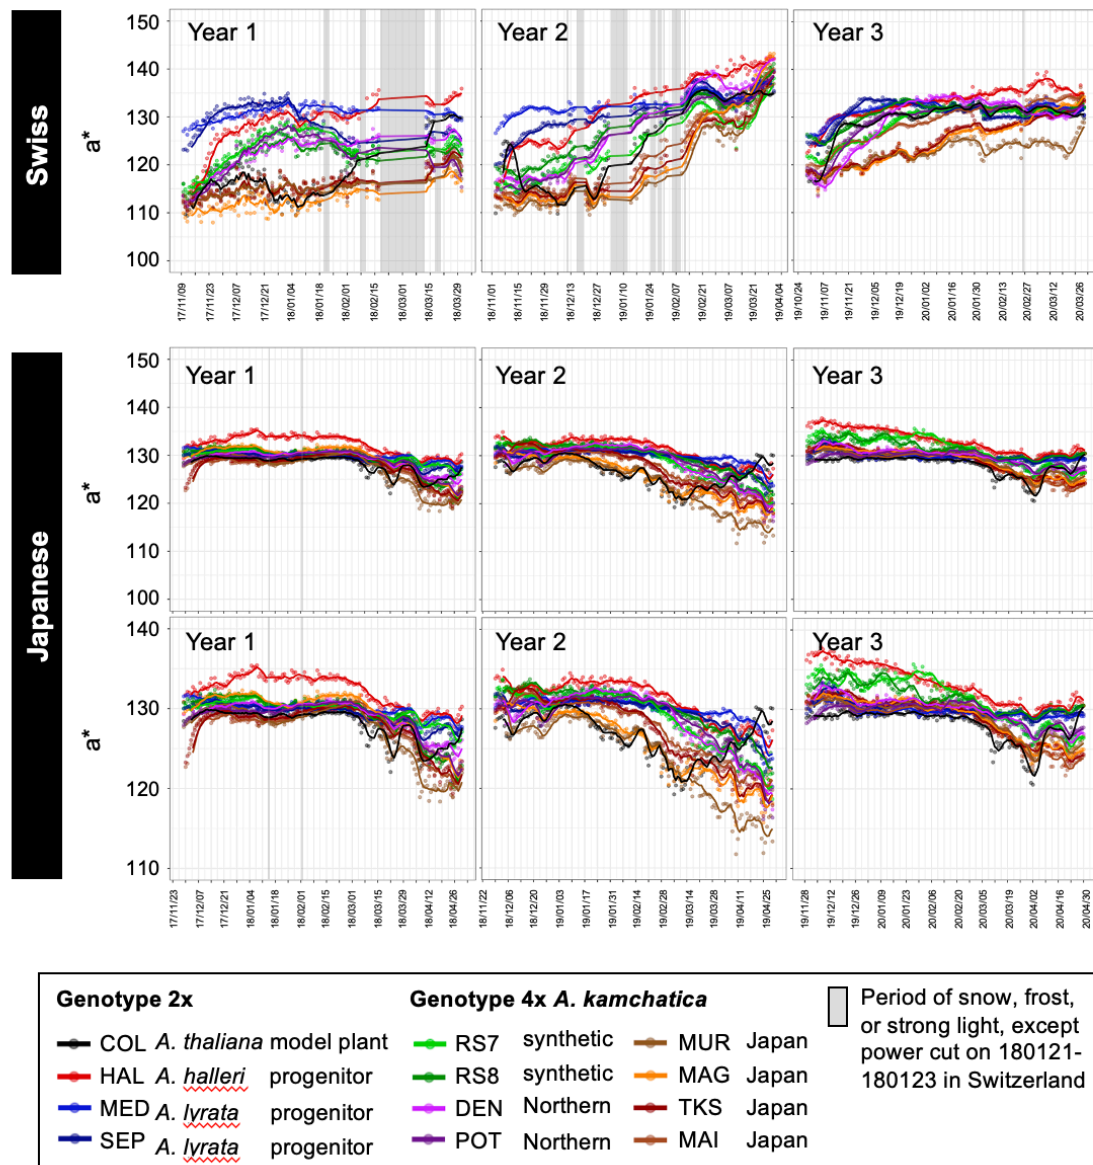 Swiss
a*
150
140
130
120
110
100
Year 1
Year 2
Year 3
17/11/09 17/11/23 17/12/07 17/12/21 18/01/04 18/01/18 18/02/01 18/02/15 18/03/01 18/03/15 18/03/29
18/11/01 18/11/15 18/11/29 18/12/13 18/12/27 19/01/10 19/01/24 19/02/07 19/02/21 19/03/07 19/03/21 19/04/04
19/10/24 19/11/07 19/11/21 19/12/05 19/12/19 20/01/02 20/01/16 20/01/30 20/02/13 20/02/27 20/03/12 20/03/26
Japanese
a*
150
140
130
120
110
100
Year 1
Year 2
Year 3
a*
140
130
120
110
Year 1
Year 2
Year 3
17/11/23 17/12/07 17/12/21 18/01/04 18/01/18 18/02/01 18/02/15 18/03/01 18/03/15 18/03/29 18/04/12 18/04/26
18/11/22 18/12/06 18/12/20 19/01/03 19/01/17 19/01/31 19/02/14 19/02/28 19/03/14 19/03/28 19/04/11 19/04/25
19/11/28 19/12/12 19/12/26 20/01/09 20/01/23 20/02/06 20/02/20 20/03/05 20/03/19 20/04/02 20/04/16 20/04/30
Genotype 2x
COL A. thaliana model plant
HAL A. halleri progenitor
MED A. lyrata progenitor
SEP A. lyrata progenitor
Genotype 4x A. kamchatica
RS7 synthetic
RS8 synthetic
DEN Northern
POT Northern
MUR Japan
MAG Japan
TKS Japan
MAI Japan
Period of snow, frost,
or strong light, except
power cut on 180121-
180123 in Switzerland